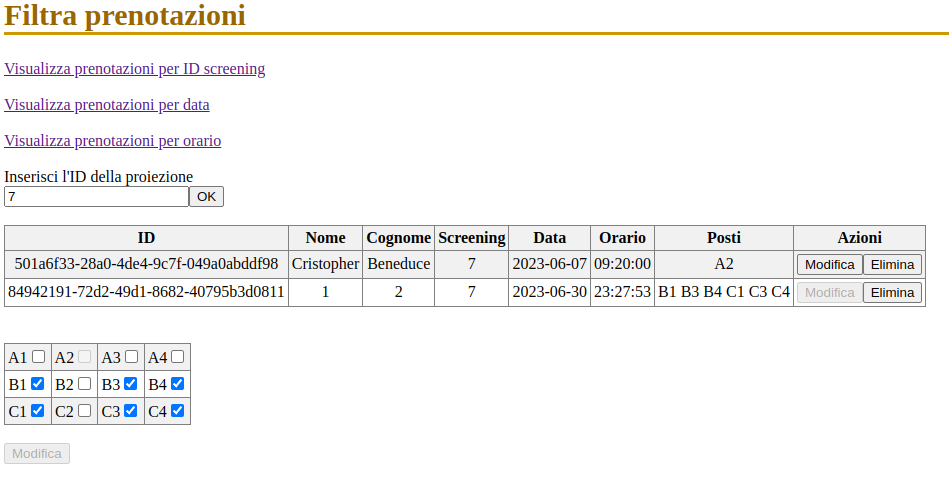 Filtra prenotazioni
Visualizza prenotazioni per ID screening
Visualizza prenotazioni per data
Visualizza prenotazioni per orario
Inserisci l'ID della proiezione
7 OK
ID Nome Cognome Screening Data Orario Posti Azioni
501a6f33-28a0-4de4-9c7f-049a0abddf98 Cristopher Beneduce 7 2023-06-07 09:20:00 A2 Modifica Elimina
84942191-72d2-49d1-8682-40795b3d0811 1 2 7 2023-06-30 23:27:53 B1 B3 B4 C1 C3 C4 Modifica Elimina
A1 A2 A3 A4
B1 B2 B3 B4
C1 C2 C3 C4
Modifica